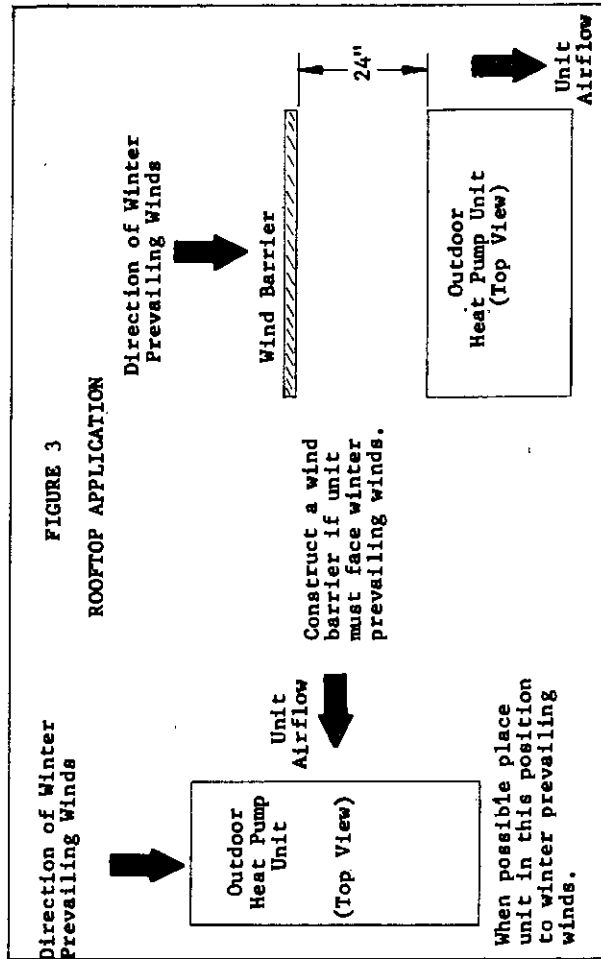 FIGURE 3
ROOFTOP APPLICATION
Direction of Winter
Prevailing Winds
Outdoor
Heat Pump
Unit
(Top View)
Unit
Airflow
When possible place
unit in this position
to winter prevailing
winds.
Construct a wind
barrier if unit
must face winter
prevailing winds.
Direction of Winter
Prevailing Winds
Wind Barrier
24"
Outdoor
Heat Pump Unit
(Top View)
Unit
Airflow